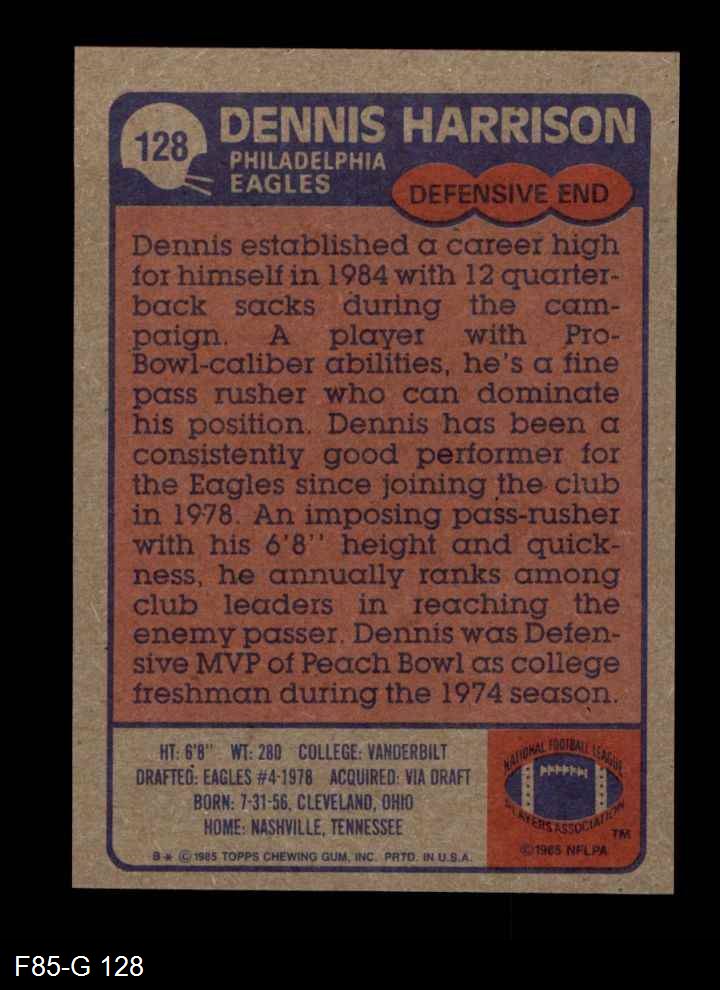 128
DENNIS HARRISON
PHILADELPHIA
EAGLES
DEFENSIVE END
Dennis established a career high
for himself in 1984 with 12 quarter-
back sacks during the cam-
paign. A player with Pro-
Bowl-caliber abilities, he's a fine
pass rusher who can dominate
his position. Dennis has been a
consistently good performer for
the Eagles since joining the club
in 1978. An imposing pass-rusher
with his 6'8'' height and quick-
ness, he annually ranks among
club leaders in reaching the
enemy passer. Dennis was Defen-
sive MVP of Peach Bowl as college
freshman during the 1974 season.
HT: 6'8" WT: 280 COLLEGE: VANDERBILT
DRAFTED: EAGLES #4-1978 ACQUIRED: VIA DRAFT
BORN: 7-31-56, CLEVELAND, OHIO
HOME: NASHVILLE, TENNESSEE
B* © 1985 TOPPS CHEWING GUM, INC. PRTD. IN U.S.A.
NATIONAL FOOTBALL LEAGUE
PLAYERS ASSOCIATION
TM
© 1985 NFLPA
F85-G 128